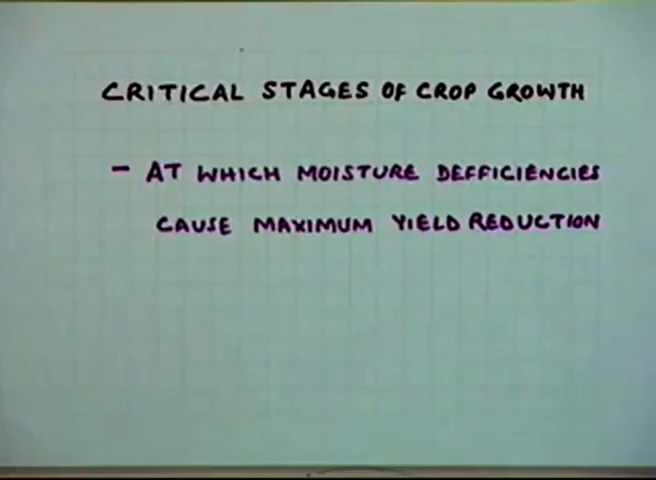 CRITICAL STAGES OF CROP GROWTH
- AT WHICH MOISTURE DEFFICIENCIES
CAUSE MAXIMUM YIELD REDUCTION